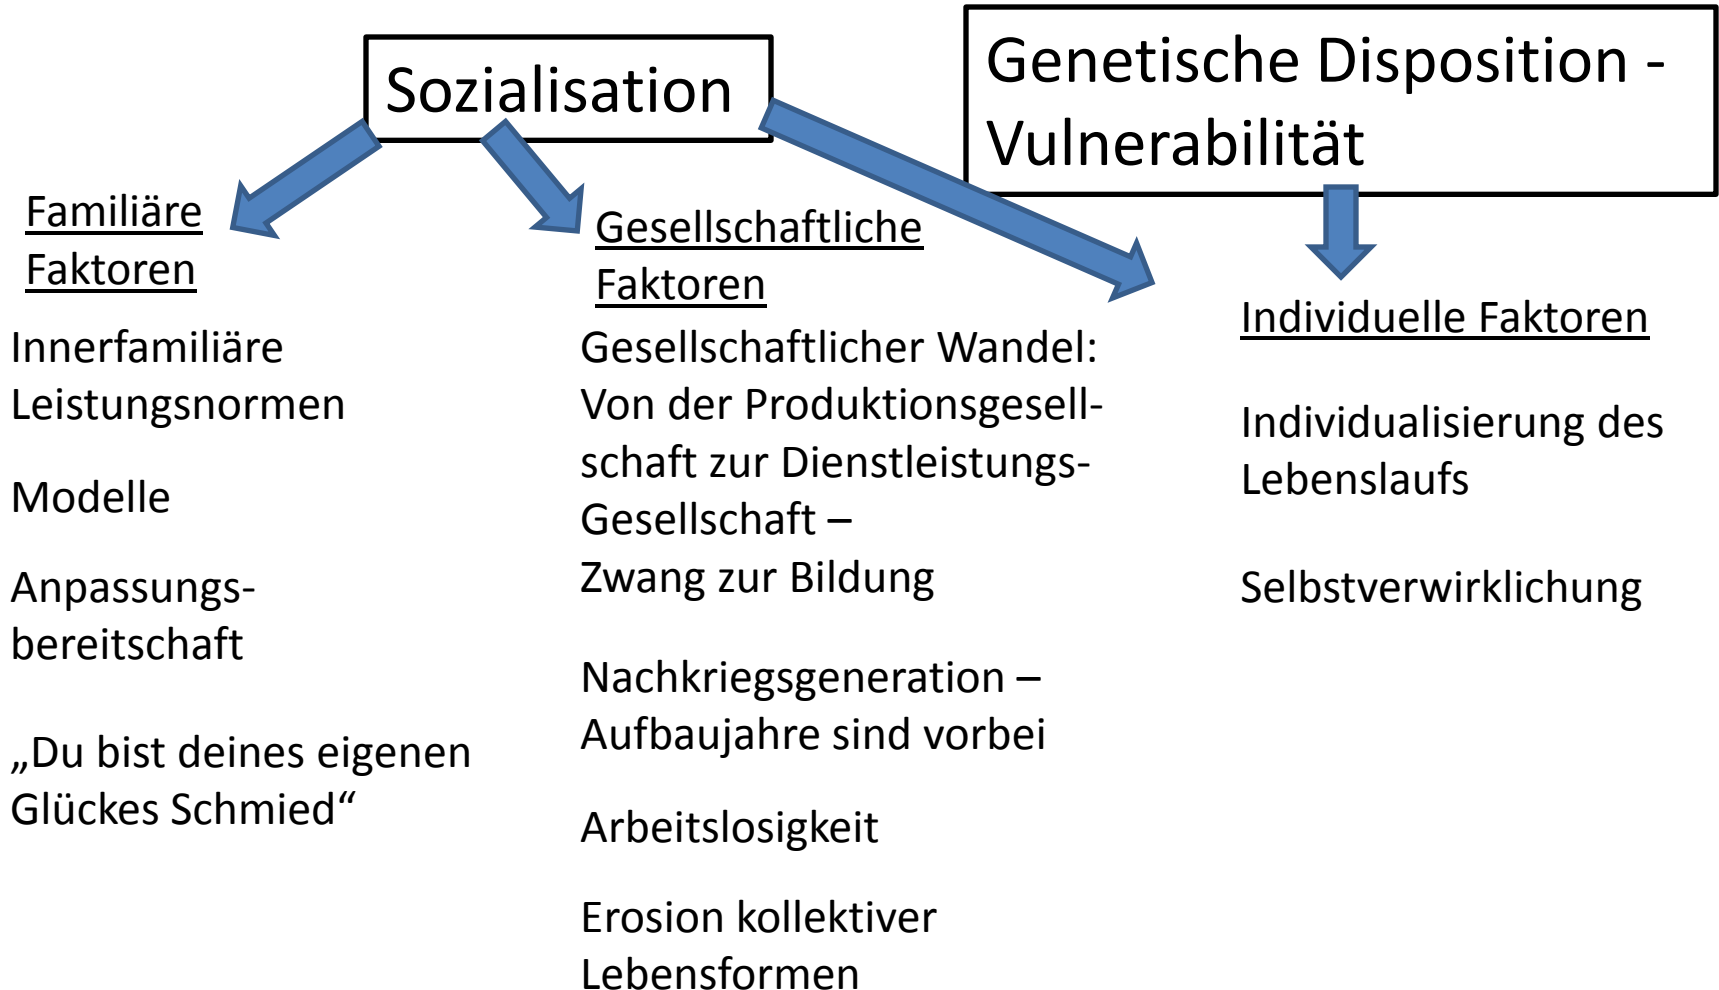 Sozialisation
Genetische Disposition -
Vulnerabilität
Familiäre
Faktoren
Innerfamiliäre
Leistungsnormen
Modelle
Anpassungs-
bereitschaft
„Du bist deines eigenen
Glückes Schmied“
Gesellschaftliche
Faktoren
Gesellschaftlicher Wandel:
Von der Produktionsgesell-
schaft zur Dienstleistungs-
Gesellschaft –
Zwang zur Bildung
Nachkriegsgeneration –
Aufbaujahre sind vorbei
Arbeitslosigkeit
Erosion kollektiver
Lebensformen
Individuelle Faktoren
Individualisierung des
Lebenslaufs
Selbstverwirklichung